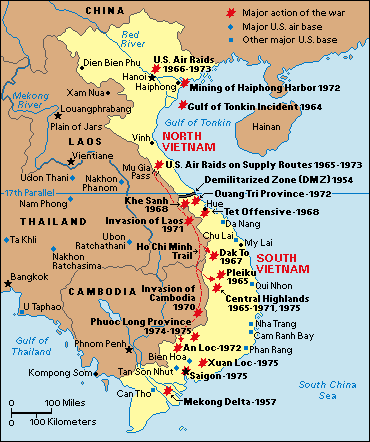 CHINA
Major action of the war
Major U.S. air base
Other major U.S. base
Red
River
Dien Bien Phu
U.S. Air Raids
1966-1973
Hanoi
Haiphong
Mining of Haiphong Harbor 1972
Mekong
River
Xam Nua
Louangphrabang
Gulf of Tonkin Incident 1964
Plain of Jars
Gulf of Tonkin
Hainan
LAOS
Vinh
NORTH
VIETNAM
Vientiane
Mu Gia
Pass
U.S. Air Raids on Supply Routes 1965-1973
Udon Thani
Nakhon
Phanom
Demilitarized Zone (DMZ) 1954
17th Parallel
Quang Tri Province-1972
Nam Phong
Khe Sanh
1968
Hue
Tet Offensive-1968
THAILAND
Invasion of Laos
1971
Da Nang
Ta Khli
Ubon
Ratchathani
Chu Lai
My Lai
Ho Chi Minh
Trail
Nakhon
Ratchasima
Dak To
1967
SOUTH
VIETNAM
Bangkok
Pleiku
1965
CAMBODIA
Invasion of
Cambodia
1970
Qui Nhon
U Taphao
Central Highlands
1965-1971, 1975
Phuoc Long Province
1974-1975
Nha Trang
Cam Ranh Bay
Gulf of
Thailand
Phnom Penh
An Loc-1972
Phan Rang
Bien Hoa
Xuan Loc-1975
Kompong Som
Tan Son Nhut
Saigon-1975
South China
Sea
Can Tho
Mekong Delta-1957
0 100 Miles
0 100 Kilometers